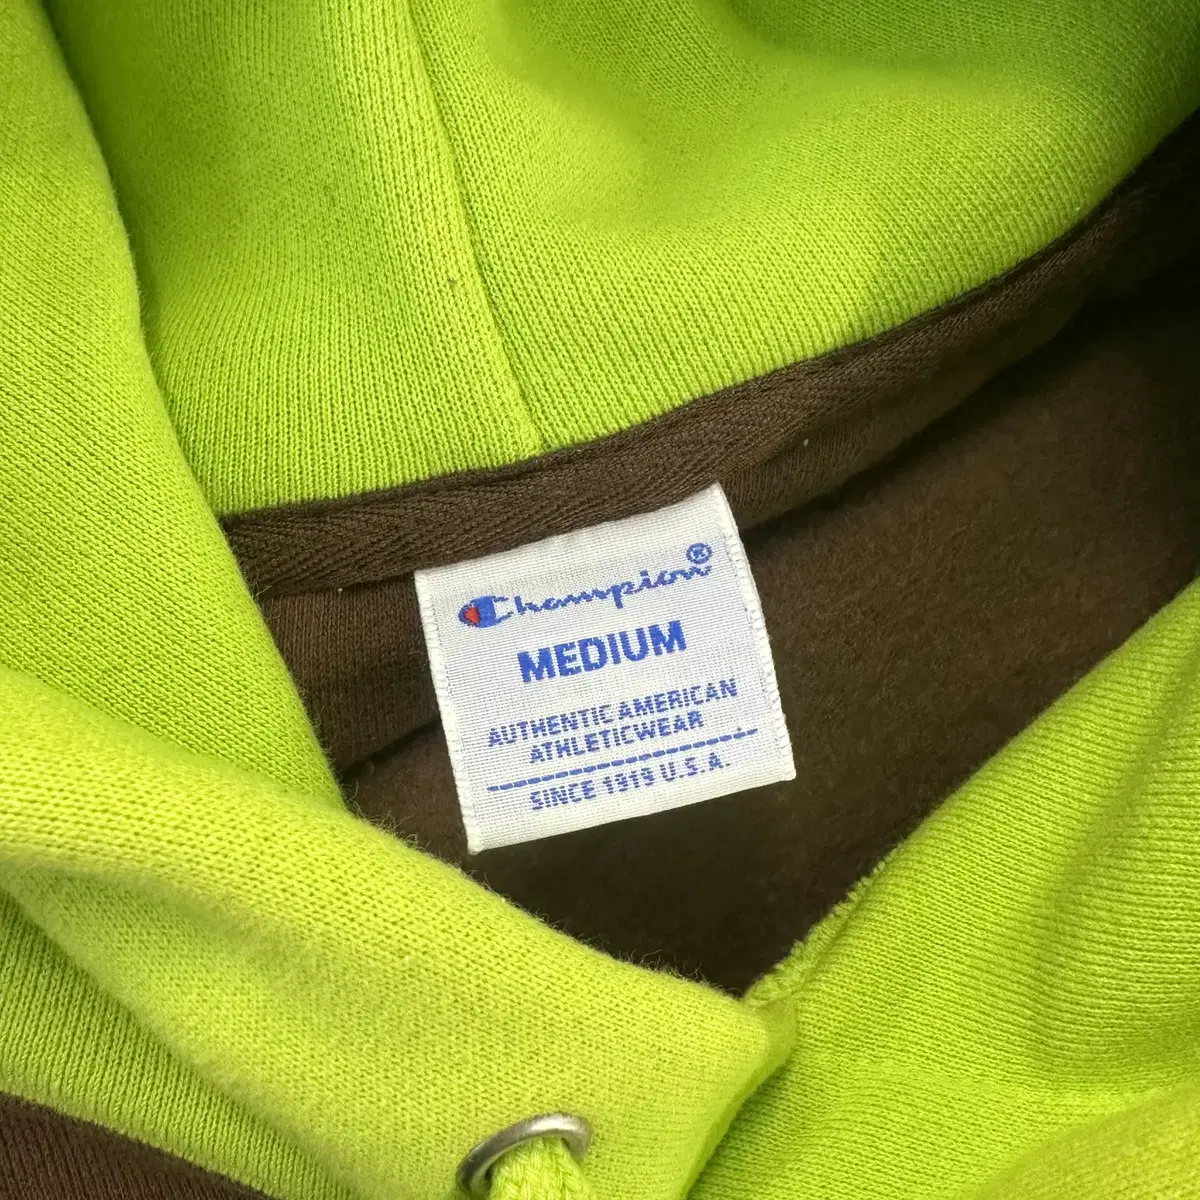 Champion®
MEDIUM
AUTHENTIC AMERICAN
ATHLETICWEAR
SINCE 1919 U.S.A.